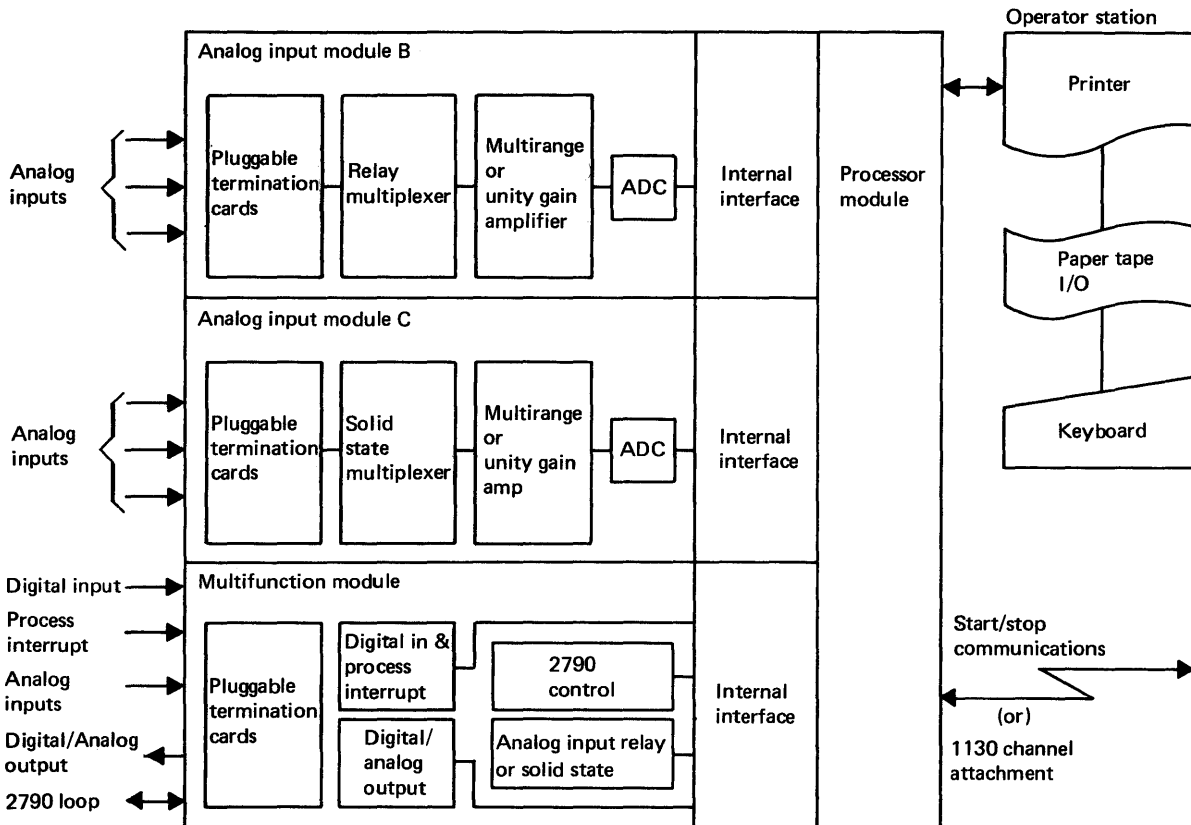 Operator station
Printer
Paper tape
I/O
Keyboard
Analog input module B
Analog
inputs
Pluggable
termination
cards
Relay
multiplexer
Multirange
or
unity gain
amplifier
ADC
Internal
interface
Processor
module
Analog input module C
Analog
inputs
Pluggable
termination
cards
Solid
state
multiplexer
Multirange
or
unity gain
amp
ADC
Internal
interface
Multifunction module
Digital input
Process
interrupt
Analog
inputs
Digital/Analog
output
2790 loop
Pluggable
termination
cards
Digital in &
process
interrupt
2790
control
Digital/
analog
output
Analog input relay
or solid state
Internal
interface
Start/stop
communications
(or)
1130 channel
attachment